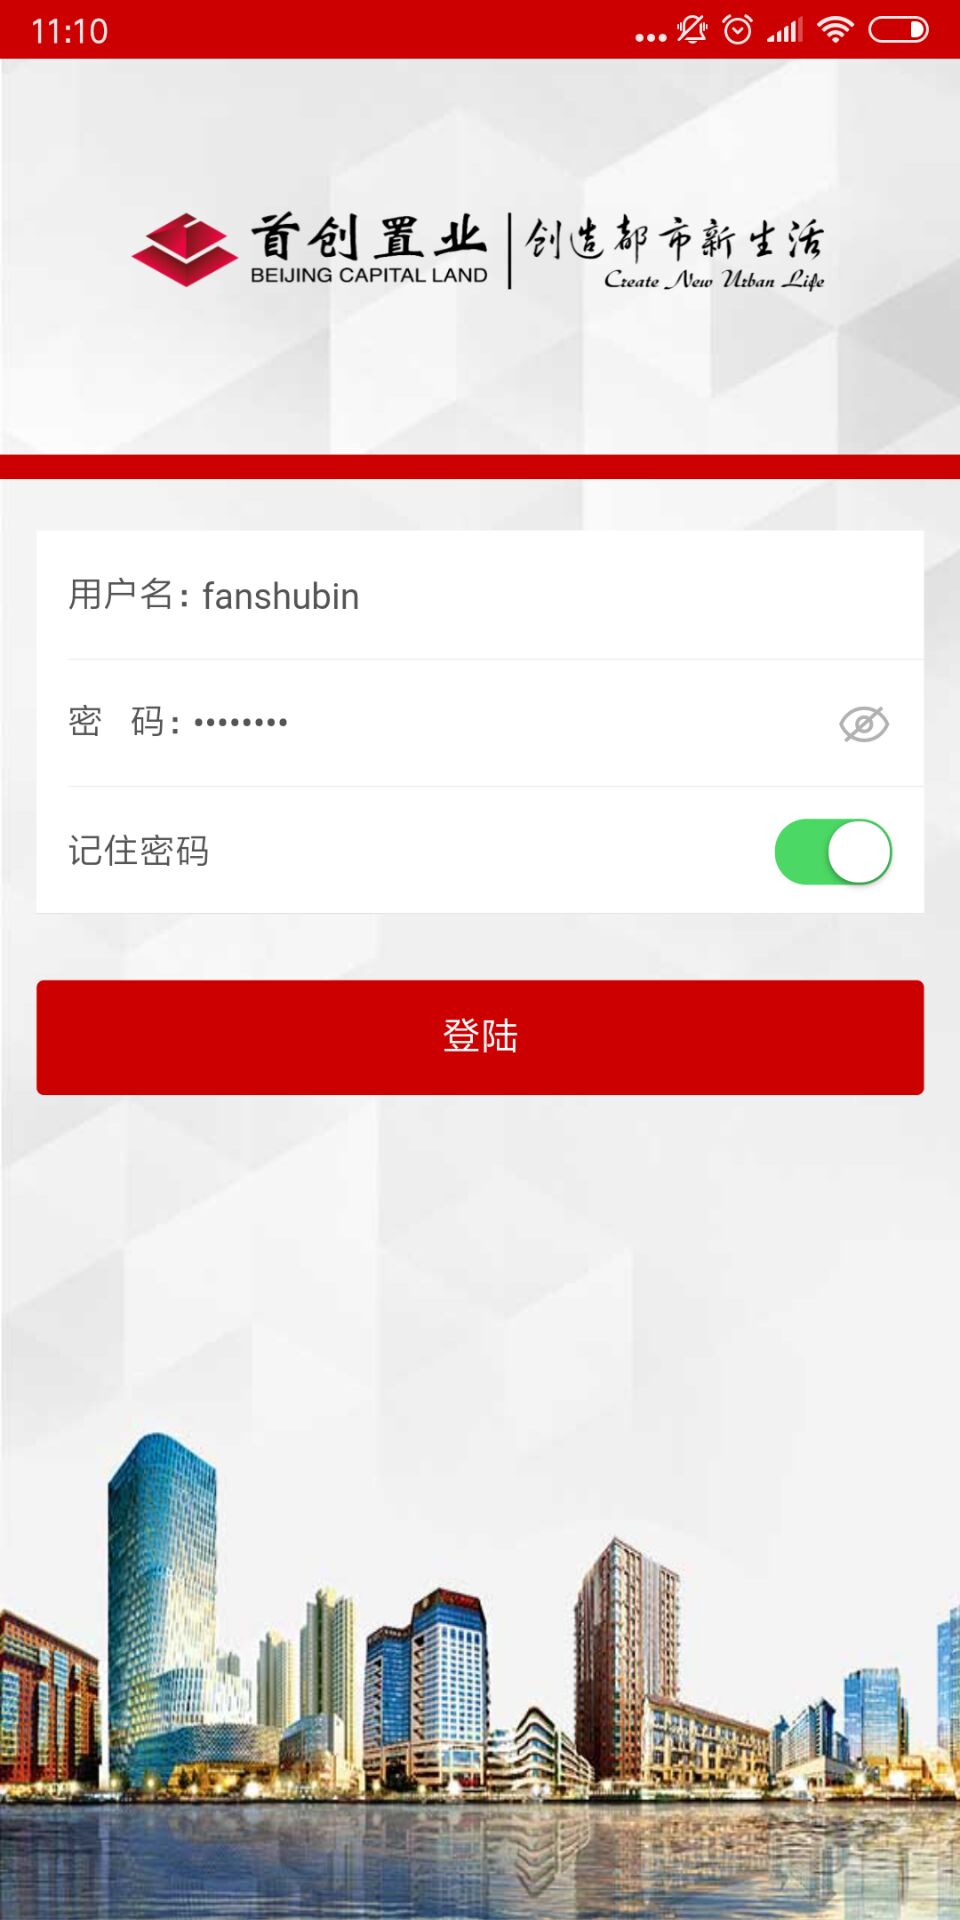 11:10
首创置业
BEIJING CAPITAL LAND
创造都市新生活
Create New Urban Life
用户名: fanshubin
密 码: ••••••••
记住密码
登陆